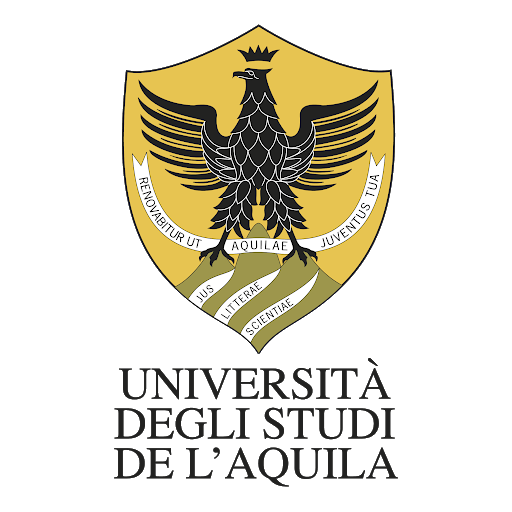 RENOVABITUR UT AQUILAE JUVENTUS TUA
JUS
LITTERAE
SCIENTIAE
UNIVERSITÀ
DEGLI STUDI
DE L'AQUILA